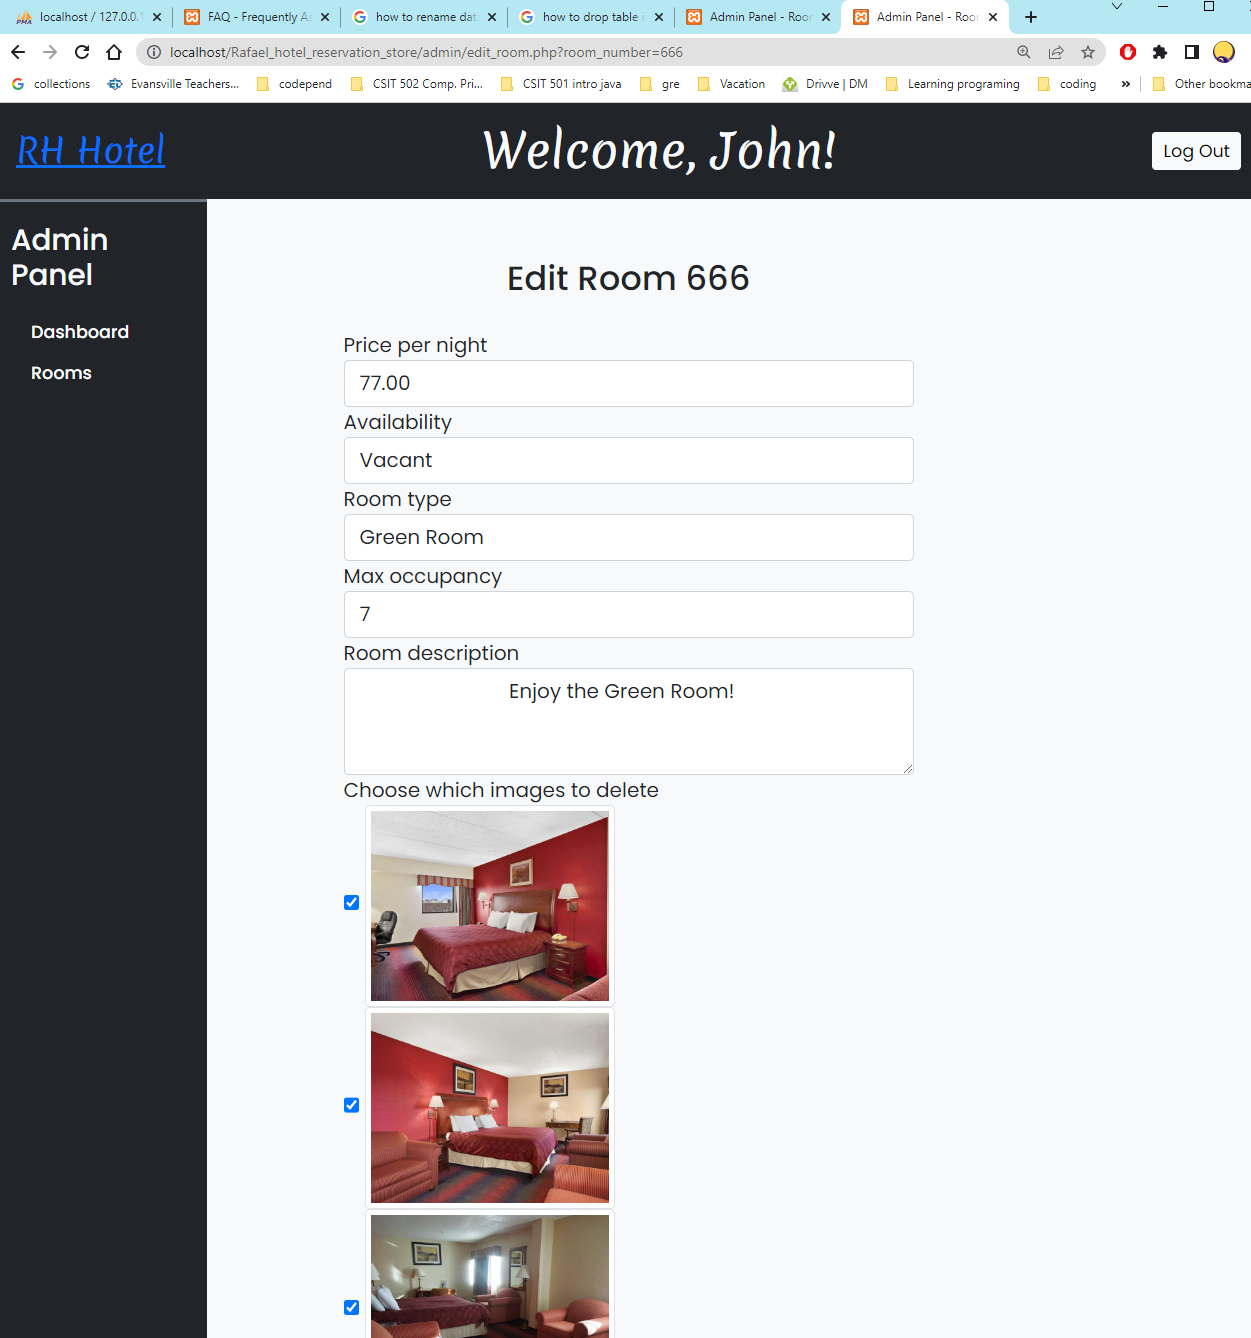 localhost / 127.0.0.1
FAQ - Frequently As
how to rename dat
how to drop table i
Admin Panel - Roor
Admin Panel - Roor
localhost/Rafael_hotel_reservation_store/admin/edit_room.php?room_number=666
collections
Evansville Teachers...
codepend
CSIT 502 Comp. Pri...
CSIT 501 intro java
gre
Vacation
Drivve | DM
Learning programing
coding
»
Other bookma
RH Hotel
Welcome, John!
Log Out
Admin
Panel
Dashboard
Rooms
Edit Room 666
Price per night
77.00
Availability
Vacant
Room type
Green Room
Max occupancy
7
Room description
Enjoy the Green Room!
Choose which images to delete